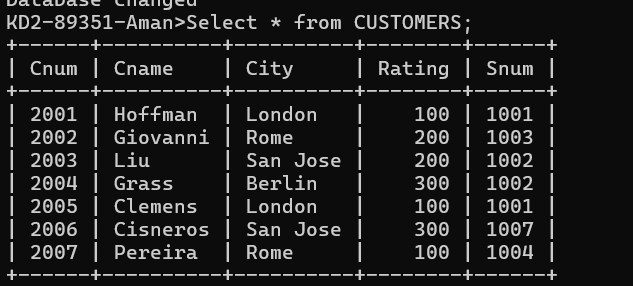 DataBase changed
KD2-89351-Aman>Select * from CUSTOMERS;
+------+----------+----------+--------+------+
| Cnum | Cname    | City     | Rating | Snum |
+------+----------+----------+--------+------+
| 2001 | Hoffman  | London   |    100 | 1001 |
| 2002 | Giovanni | Rome     |    200 | 1003 |
| 2003 | Liu      | San Jose |    200 | 1002 |
| 2004 | Grass    | Berlin   |    300 | 1002 |
| 2005 | Clemens  | London   |    100 | 1001 |
| 2006 | Cisneros | San Jose |    300 | 1007 |
| 2007 | Pereira  | Rome     |    100 | 1004 |
+------+----------+----------+--------+------+